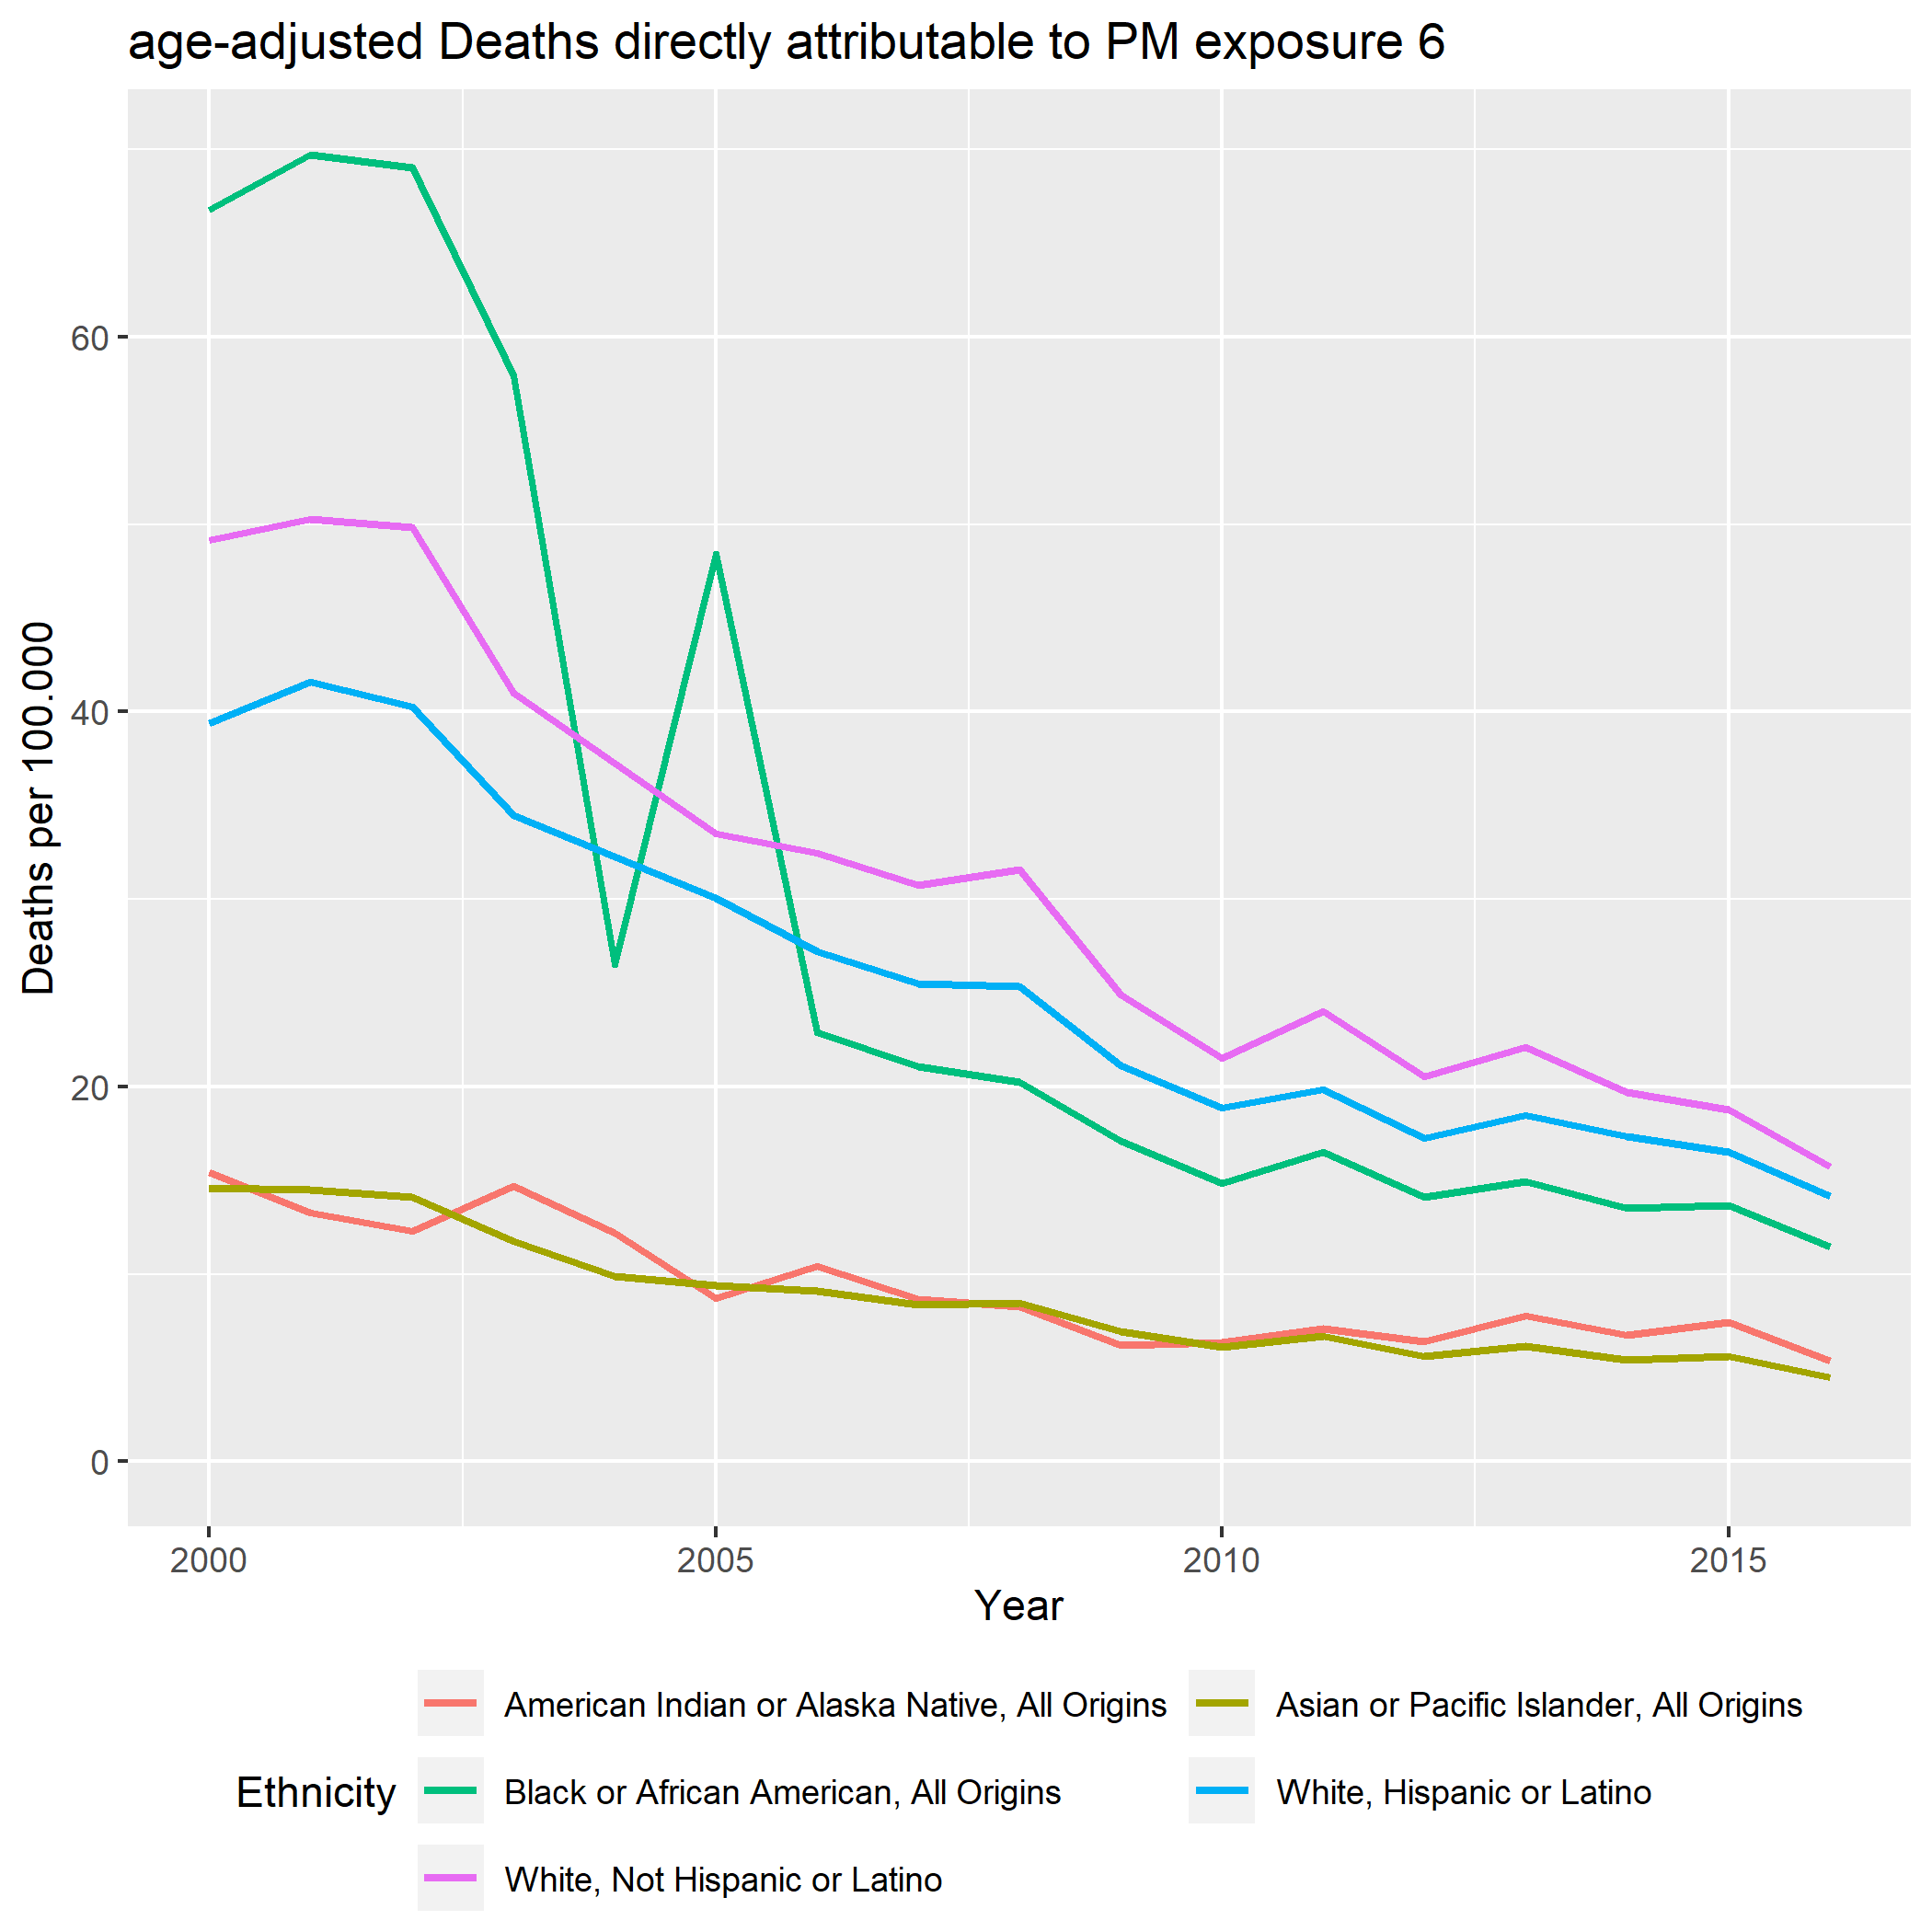 age-adjusted Deaths directly attributable to PM exposure 6
Deaths per 100.000
60
40
20
0
2000
2005
2010
2015
Year
Ethnicity
American Indian or Alaska Native, All Origins
Asian or Pacific Islander, All Origins
Black or African American, All Origins
White, Hispanic or Latino
White, Not Hispanic or Latino